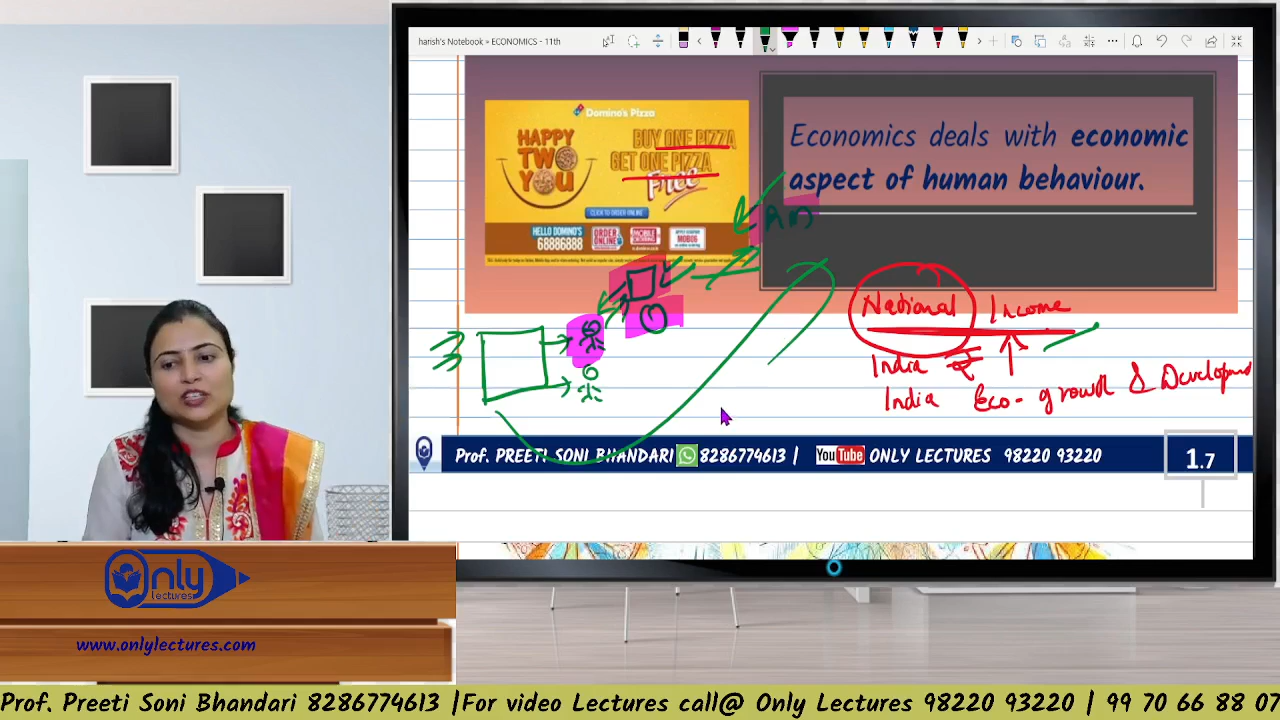 harish's Notebook » ECONOMICS - 11th
Domino's Pizza
HAPPY
TWO
YOU
BUY ONE PIZZA
GET ONE PIZZA
Free
CLICK TO ORDER ONLINE
HELLO DOMINO'S
68886888
ORDER
ONLINE
MOBILE
ORDERING
Economics deals with economic
aspect of human behaviour.
National Income
India ₹
India Eco- growth & Development
Prof. PREETI SONI BHANDARI 8286774613 | YouTube ONLY LECTURES 98220 93220
1.7
Only
lectures
www.onlylectures.com
Prof. Preeti Soni Bhandari 8286774613 |For video Lectures call@ Only Lectures 98220 93220 | 99 70 66 88 07